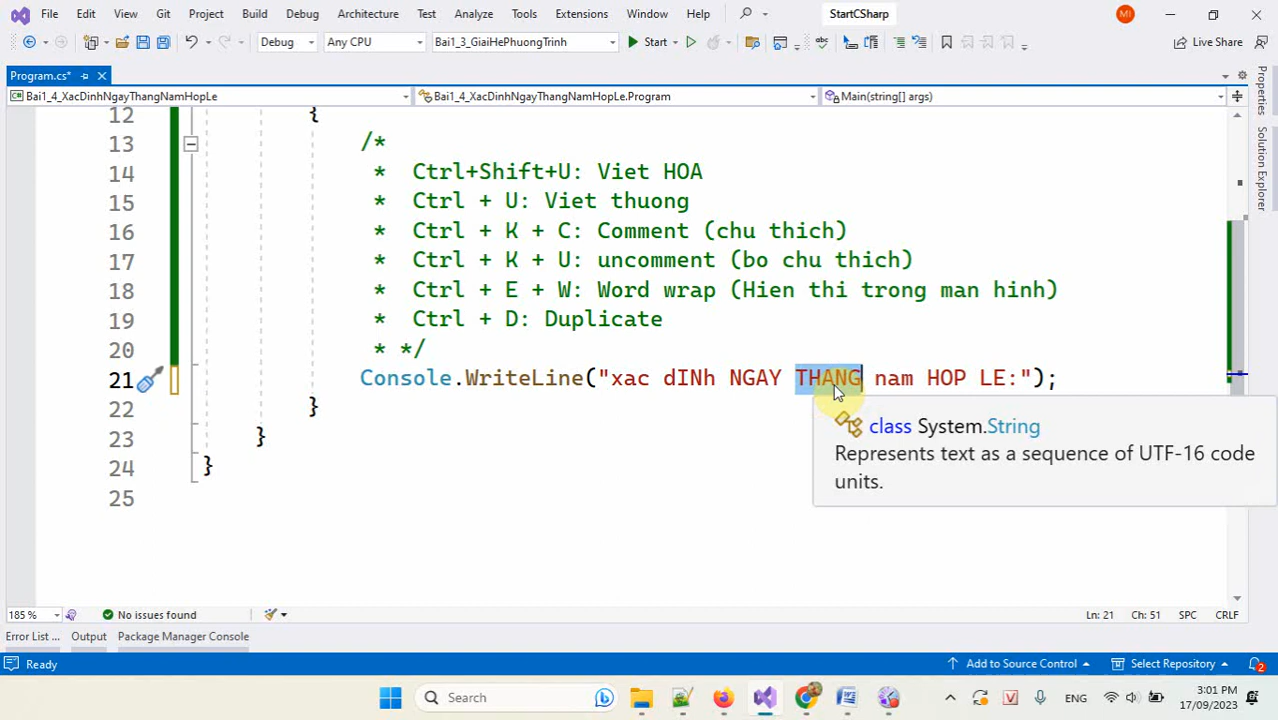 File Edit View Git Project Build Debug Architecture Test Analyze Tools Extensions Window Help StartCSharp MI
Debug Any CPU Bai1_3_GiaiHePhuongTrinh Start Live Share
Program.cs*
Bai1_4_XacDinhNgayThangNamHopLe Bai1_4_XacDinhNgayThangNamHopLe.Program Main(string[] args)
Properties
Solution Explorer
12 {
13 /*
14 * Ctrl+Shift+U: Viet HOA
15 * Ctrl + U: Viet thuong
16 * Ctrl + K + C: Comment (chu thich)
17 * Ctrl + K + U: uncomment (bo chu thich)
18 * Ctrl + E + W: Word wrap (Hien thi trong man hinh)
19 * Ctrl + D: Duplicate
20 * */
21 Console.WriteLine("xac dINh NGAY THANG nam HOP LE:");
22 }
23 }
24 }
25
class System.String
Represents text as a sequence of UTF-16 code
units.
185 % No issues found Ln: 21 Ch: 51 SPC CRLF
Error List ... Output Package Manager Console
Ready Add to Source Control Select Repository 2
Search ENG 3:01 PM
17/09/2023